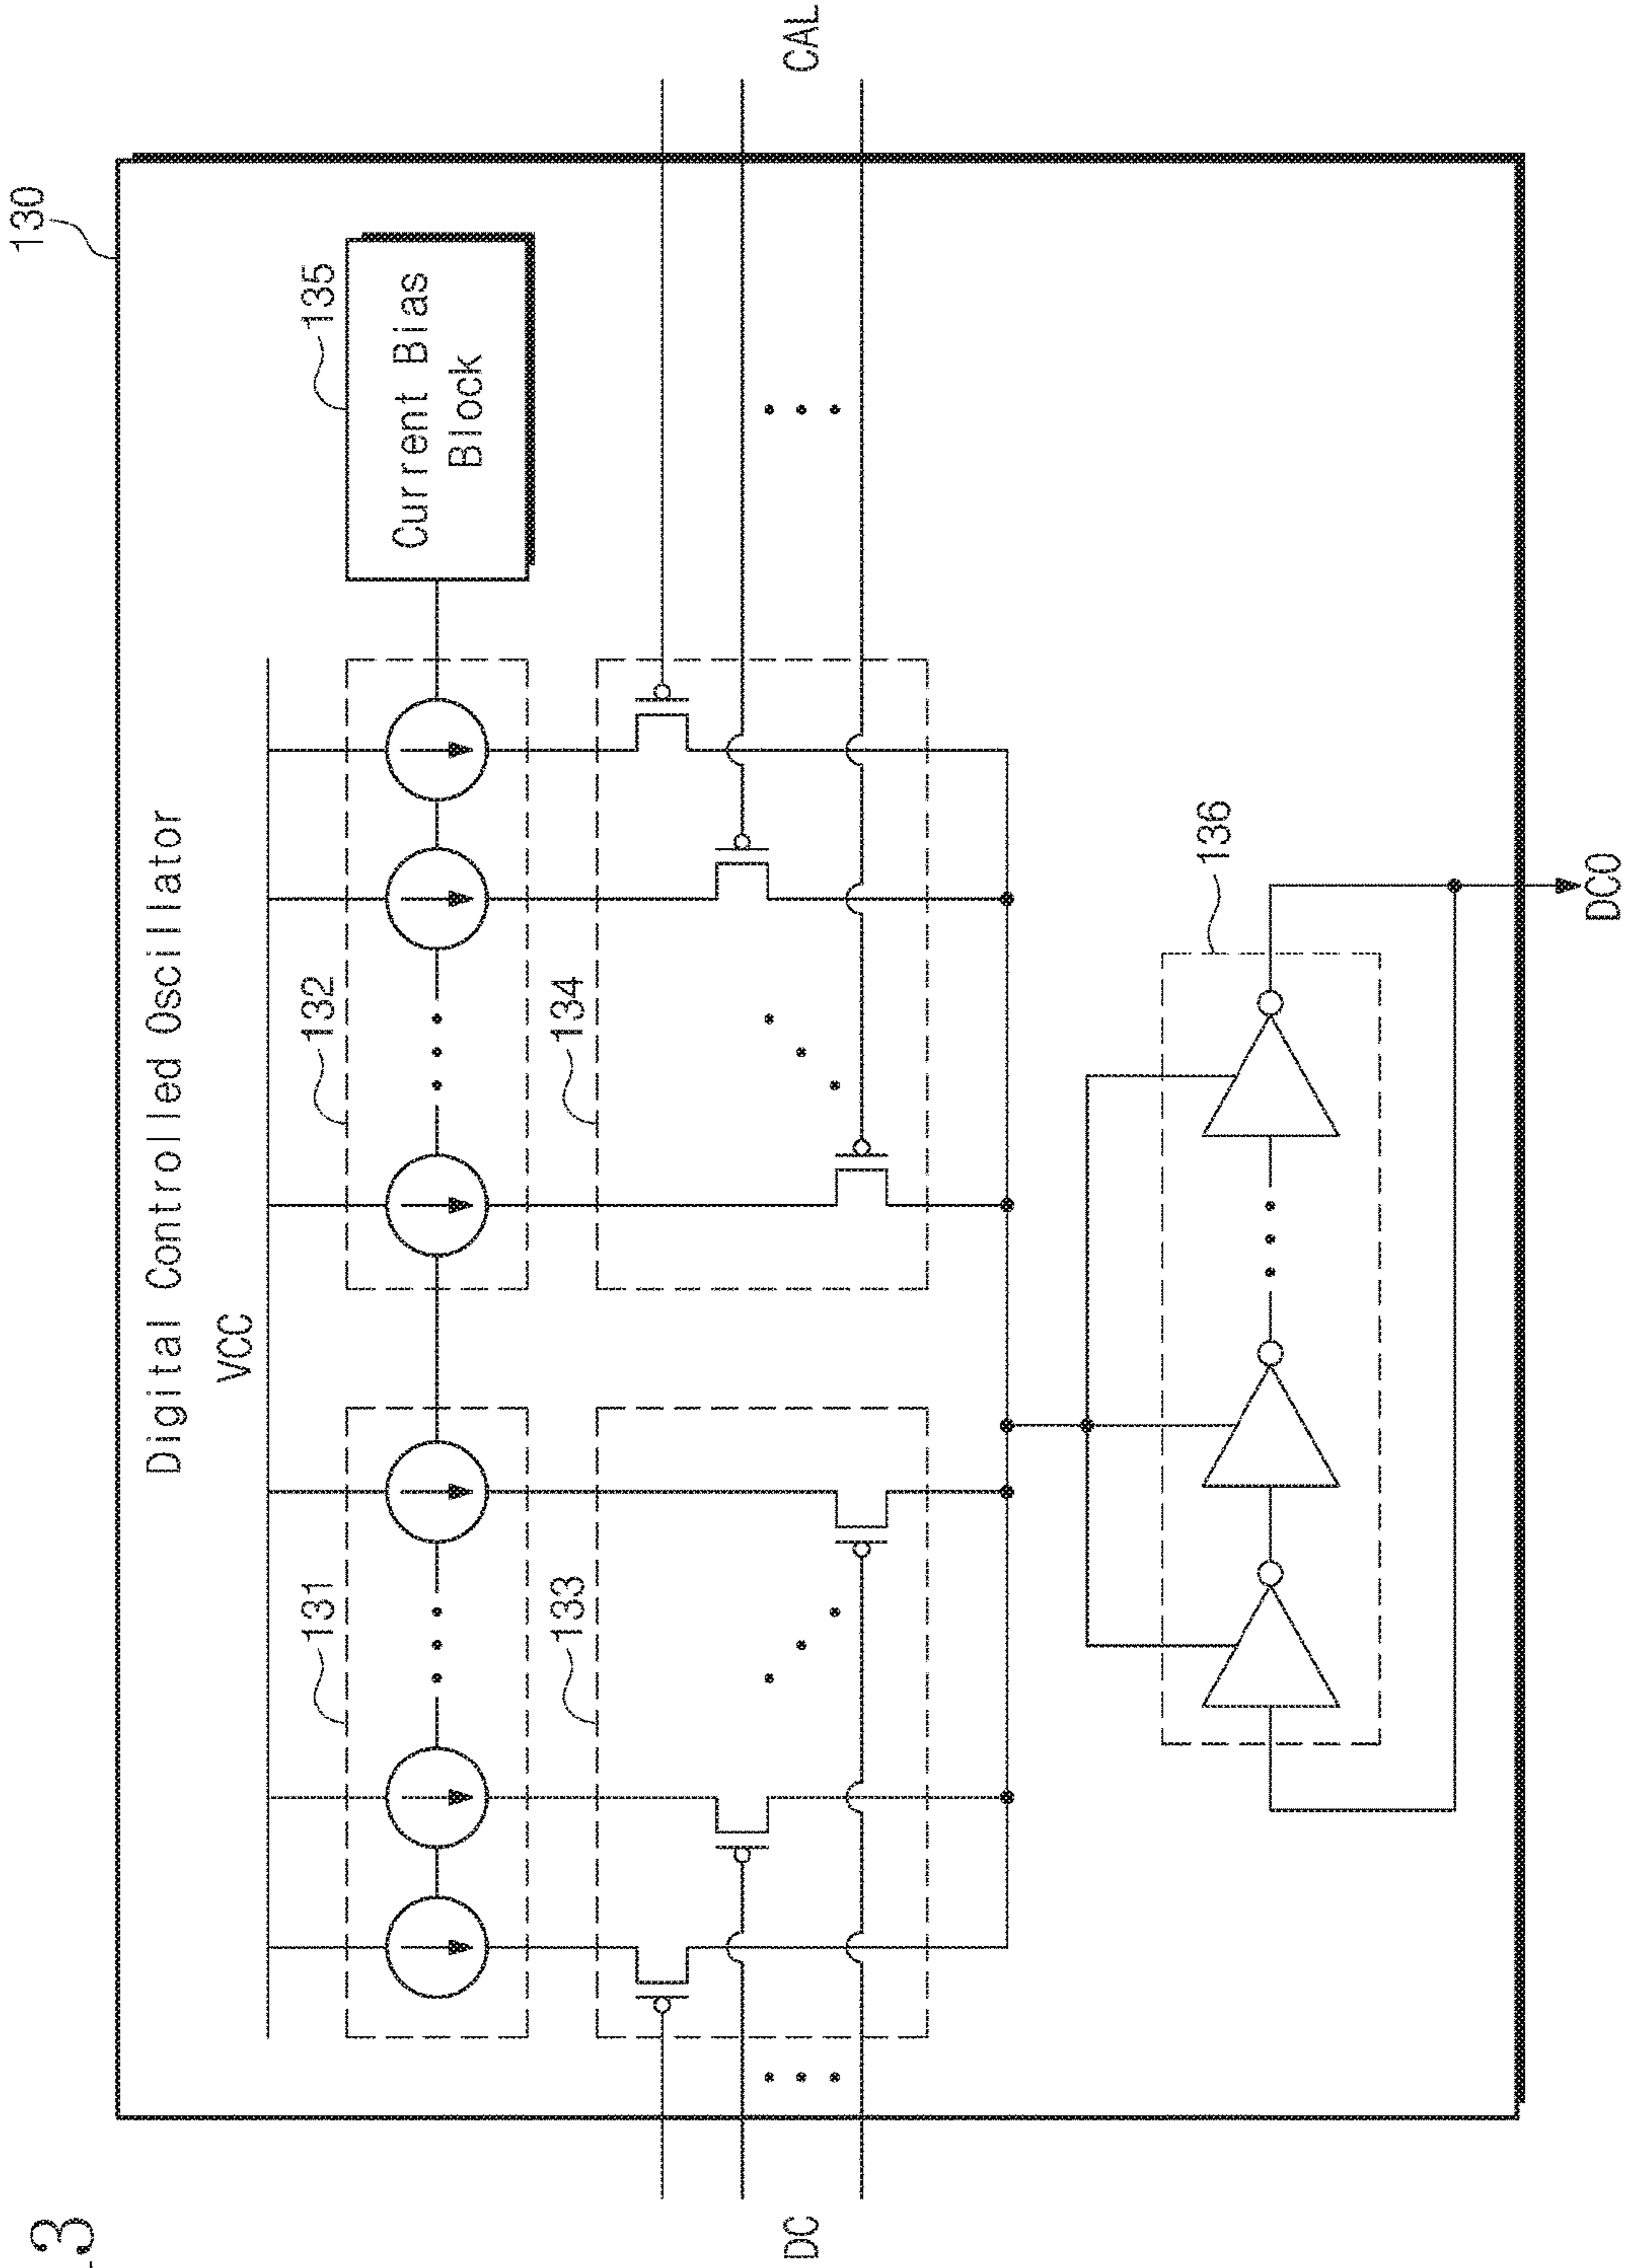 3
130
Digital Controlled Oscillator
VCC
131
132
135
Current Bias
Block
133
134
DC
CAL
136
DCO